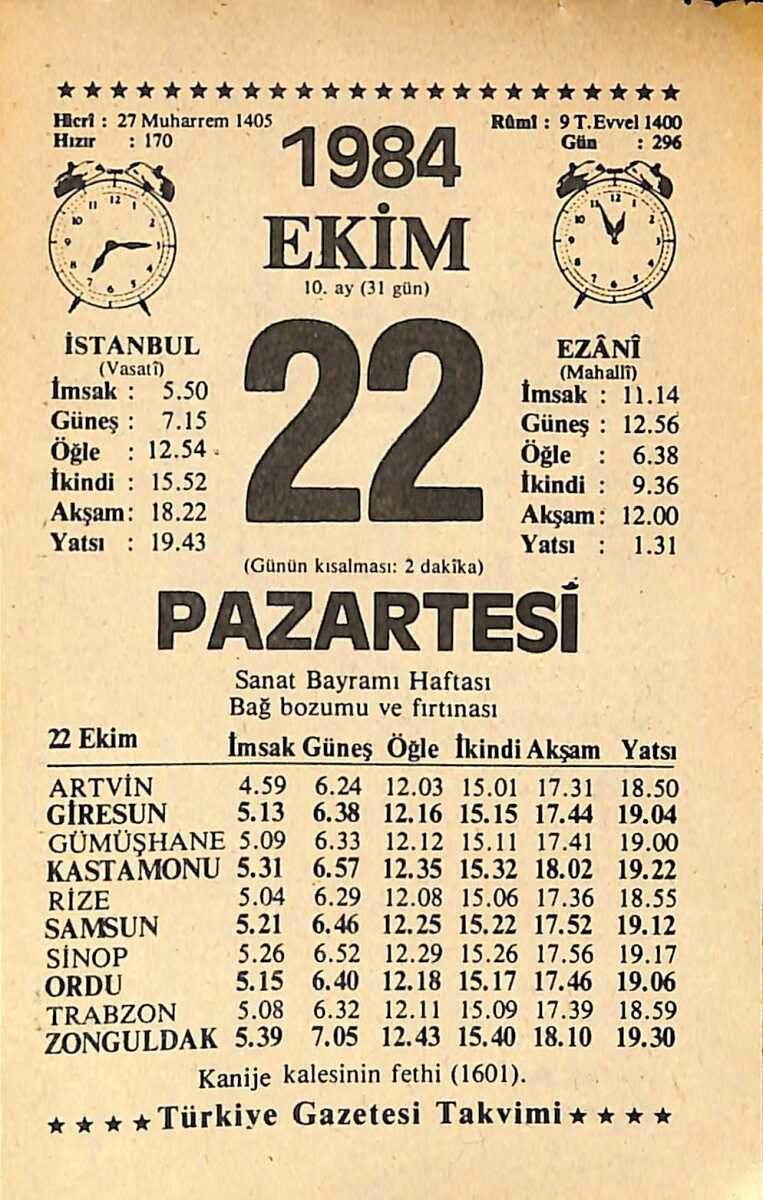 Hicrî : 27 Muharrem 1405
Hızır : 170
1984
Rûmî : 9 T.Evvel 1400
Gün : 296
EKİM
10. ay (31 gün)
22
İSTANBUL
(Vasatî)
İmsak : 5.50
Güneş : 7.15
Öğle : 12.54
İkindi : 15.52
Akşam: 18.22
Yatsı : 19.43
EZÂNÎ
(Mahallî)
İmsak : 11.14
Güneş : 12.56
Öğle : 6.38
İkindi : 9.36
Akşam: 12.00
Yatsı : 1.31
(Günün kısalması: 2 dakîka)
PAZARTESİ
Sanat Bayramı Haftası
Bağ bozumu ve fırtınası
22 Ekim İmsak Güneş Öğle İkindi Akşam Yatsı
ARTVİN 4.59 6.24 12.03 15.01 17.31 18.50
GİRESUN 5.13 6.38 12.16 15.15 17.44 19.04
GÜMÜŞHANE 5.09 6.33 12.12 15.11 17.41 19.00
KASTAMONU 5.31 6.57 12.35 15.32 18.02 19.22
RİZE 5.04 6.29 12.08 15.06 17.36 18.55
SAMSUN 5.21 6.46 12.25 15.22 17.52 19.12
SİNOP 5.26 6.52 12.29 15.26 17.56 19.17
ORDU 5.15 6.40 12.18 15.17 17.46 19.06
TRABZON 5.08 6.32 12.11 15.09 17.39 18.59
ZONGULDAK 5.39 7.05 12.43 15.40 18.10 19.30
Kanije kalesinin fethi (1601).
Türkiye Gazetesi Takvimi